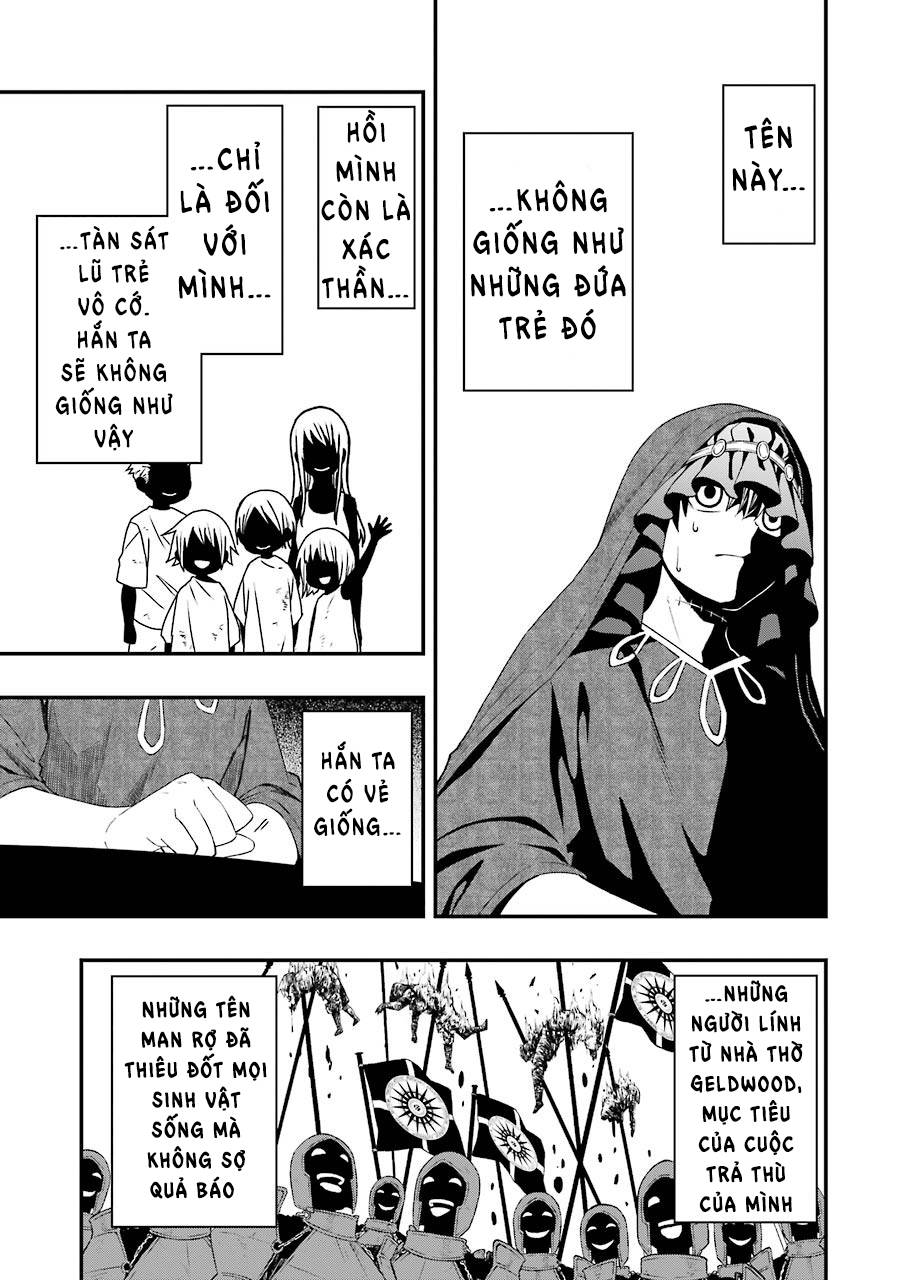 TÊN
NÀY...
...KHÔNG
GIỐNG NHƯ
NHỮNG ĐỨA
TRẺ ĐÓ
HỒI
MÌNH
CÒN LÀ
XÁC
THẦN...
...CHỈ
LÀ ĐỐI
VỚI
MÌNH...
...TÀN SÁT
LŨ TRẺ
VÔ CỚ.
HẮN TA
SẼ KHÔNG
GIỐNG NHƯ
VẬY
HẮN TA
CÓ VẺ
GIỐNG...
...NHỮNG
NGƯỜI LÍNH
TỪ NHÀ THỜ
GELDWOOD,
MỤC TIÊU
CỦA CUỘC
TRẢ THÙ
CỦA MÌNH
NHỮNG TÊN
MAN RỢ ĐÃ
THIÊU ĐỐT MỌI
SINH VẬT
SỐNG MÀ
KHÔNG SỢ
QUẢ BÁO